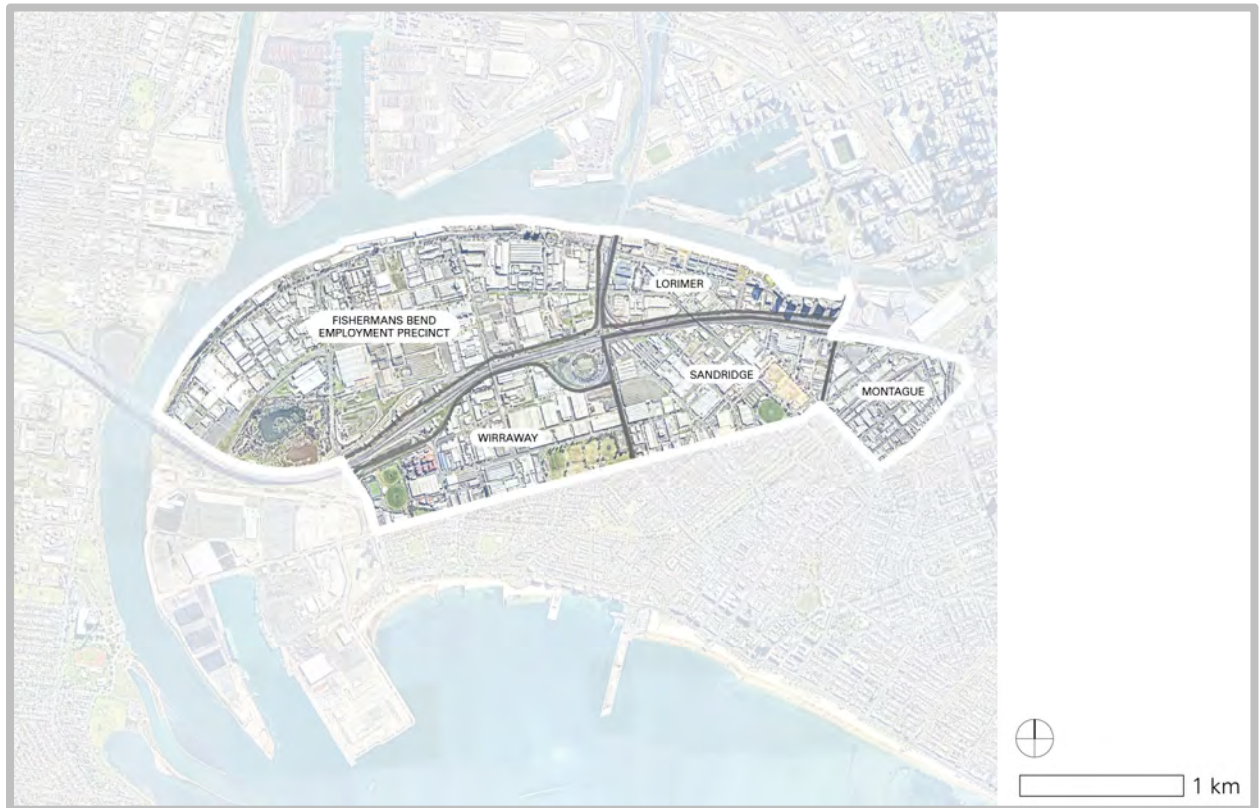 LORIMER
FISHERMANS BEND
EMPLOYMENT PRECINCT
SANDRIDGE
MONTAGUE
WIRRAWAY
1 km